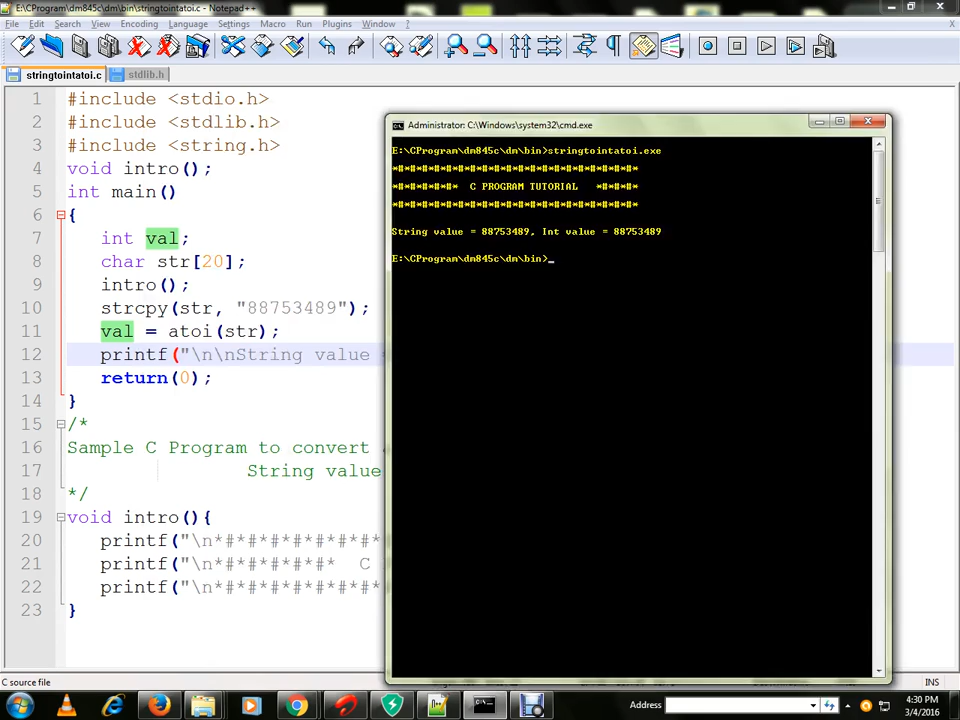 E:\CProgram\dm845c\dm\bin\stringtointatoi.c - Notepad++
File Edit Search View Encoding Language Settings Macro Run Plugins Window ? X
stringtointatoi.c stdlib.h
1 #include <stdio.h>
2 #include <stdlib.h>
3 #include <string.h>
4 void intro();
5 int main()
6 {
7 int val;
8 char str[20];
9 intro();
10 strcpy(str, "88753489");
11 val = atoi(str);
12 printf("\n\nString value
13 return(0);
14 }
15 /*
16 Sample C Program to convert
17 String value
18 */
19 void intro(){
20 printf("\n*#*#*#*#*#*#*
21 printf("\n*#*#*#*#* C
22 printf("\n*#*#*#*#*#*#*
23 }
Administrator: C:\Windows\system32\cmd.exe
E:\CProgram\dm845c\dm\bin>stringtointatoi.exe
C PROGRAM TUTORIAL
String value = 88753489, Int value = 88753489
E:\CProgram\dm845c\dm\bin>_
C source file INS
Address
4:30 PM
3/4/2016